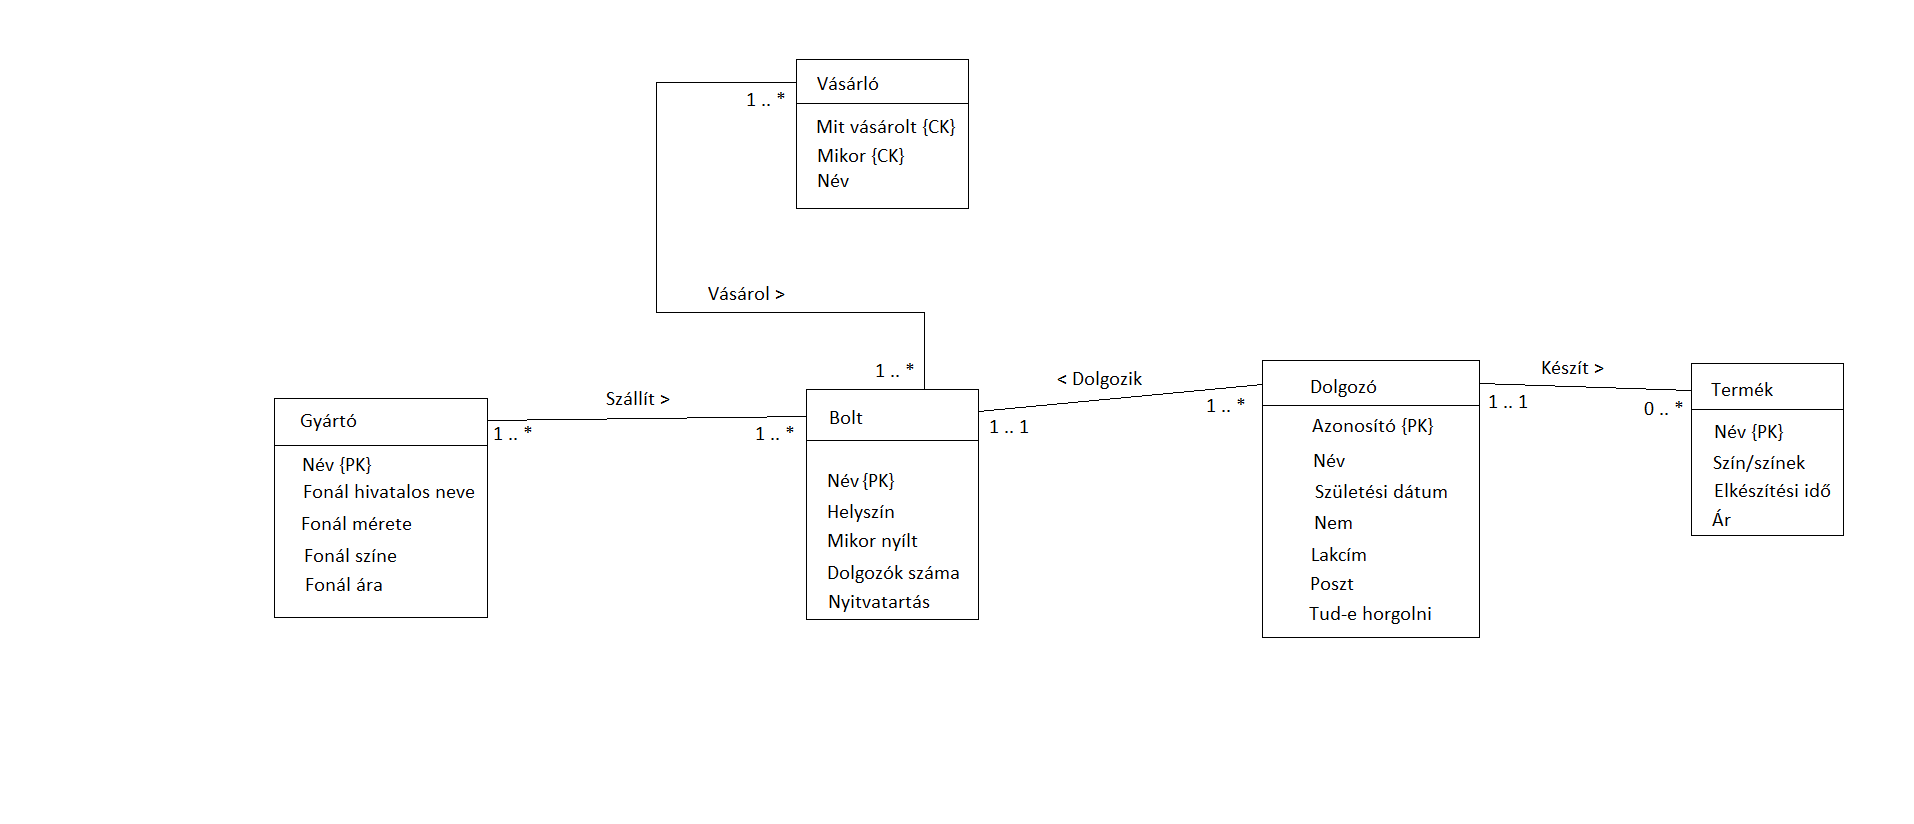 Vásárló
1 .. *
Mit vásárolt {CK}
Mikor {CK}
Név
Vásárol >
1 .. *
Szállít >
Gyártó
1 .. *
1 .. *
Név {PK}
Fonál hivatalos neve
Fonál mérete
Fonál színe
Fonál ára
Bolt
Név {PK}
Helyszín
Mikor nyílt
Dolgozók száma
Nyitvatartás
< Dolgozik
1 .. 1
1 .. *
Dolgozó
Azonosító {PK}
Név
Születési dátum
Nem
Lakcím
Poszt
Tud-e horgolni
Készít >
1 .. 1
0 .. *
Termék
Név {PK}
Szín/színek
Elkészítési idő
Ár